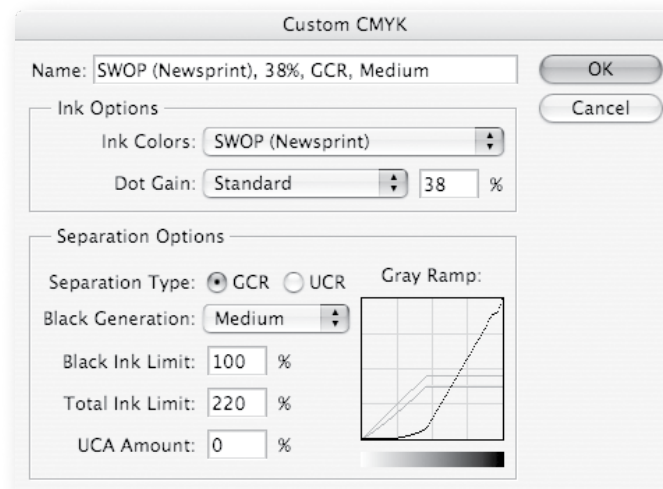 Custom CMYK
Name: SWOP (Newsprint), 38%, GCR, Medium
OK
Cancel
Ink Options
Ink Colors: SWOP (Newsprint)
Dot Gain: Standard 38 %
Separation Options
Separation Type: GCR UCR
Gray Ramp:
Black Generation: Medium
Black Ink Limit: 100 %
Total Ink Limit: 220 %
UCA Amount: 0 %